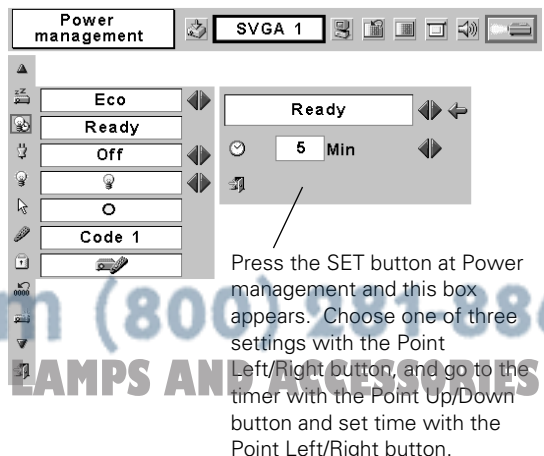 Power
management
SVGA 1
Eco
Ready
Off
Code 1
Ready
5 Min
Press the SET button at Power
management and this box
appears. Choose one of three
settings with the Point
Left/Right button, and go to the
timer with the Point Up/Down
button and set time with the
Point Left/Right button.
m (800) 281-88
LAMPS AND ACCESSORIES